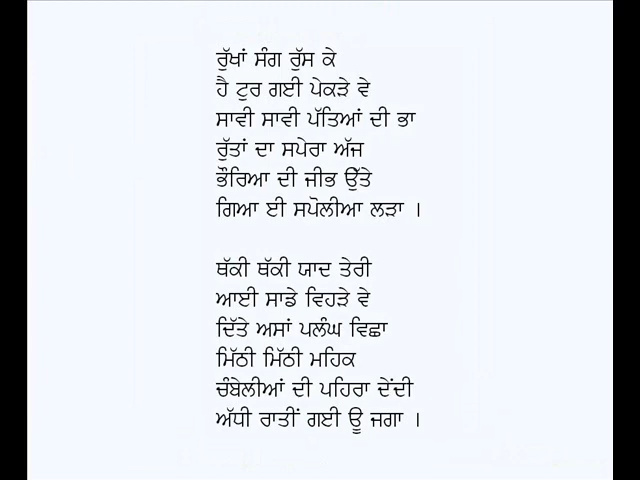 ਰੁੱਖਾਂ ਸੰਗ ਰੁੱਸ ਕੇ
ਹੈ ਟੁਰ ਗਈ ਪੇਕੜੇ ਵੇ
ਸਾਵੀ ਸਾਵੀ ਪੱਤਿਆਂ ਦੀ ਭਾ
ਰੁੱਤਾਂ ਦਾ ਸਪੇਰਾ ਅੱਜ
ਭੌਰਿਆ ਦੀ ਜੀਭ ਉੱਤੇ
ਗਿਆ ਈ ਸਪੋਲੀਆ ਲੜਾ ।
ਥੱਕੀ ਥੱਕੀ ਯਾਦ ਤੇਰੀ
ਆਈ ਸਾਡੇ ਵਿਹੜੇ ਵੇ
ਦਿੱਤੇ ਅਸਾਂ ਪਲੰਘ ਵਿਛਾ
ਮਿੱਠੀ ਮਿੱਠੀ ਮਹਿਕ
ਚੰਬੇਲੀਆਂ ਦੀ ਪਹਿਰਾ ਦੇਂਦੀ
ਅੱਧੀ ਰਾਤੀਂ ਗਈ ਊ ਜਗਾ ।